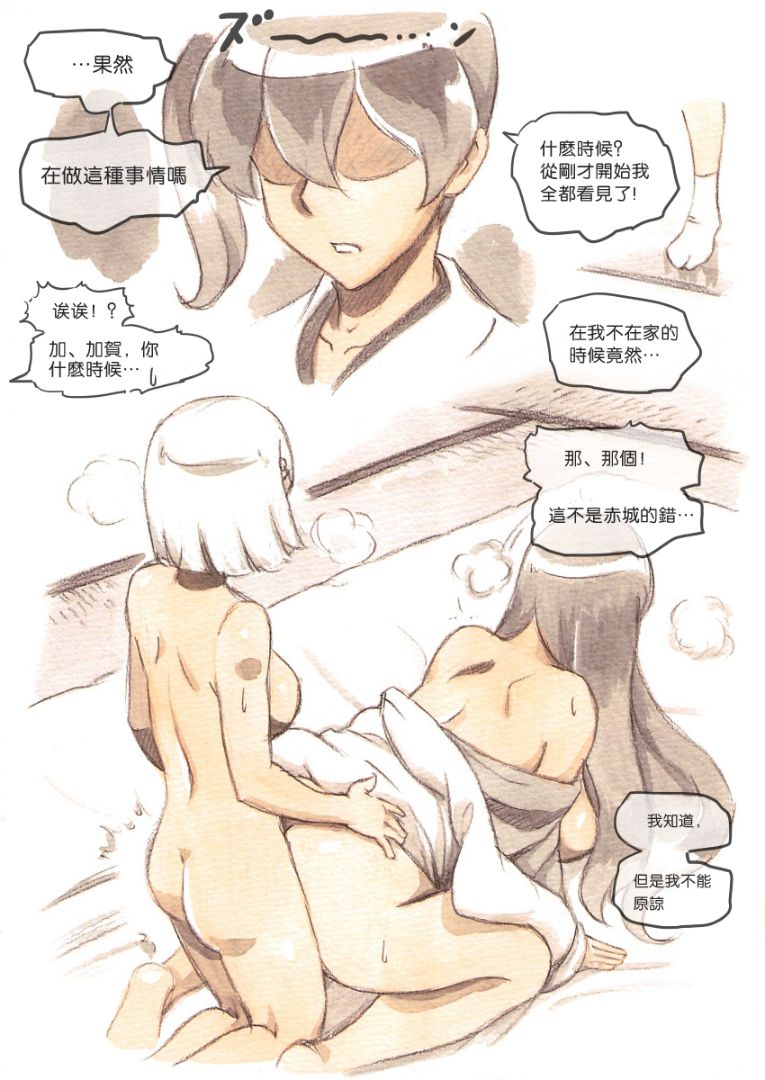 ズ゙〜…ン
…果然
在做這種事情嗎
什麼時候？
從剛才開始我
全都看見了！
诶诶！？
加、加賀，你
什麼時候…
在我不在家的
時候竟然…
那、那個！
這不是赤城的錯…
我知道，
但是我不能
原諒